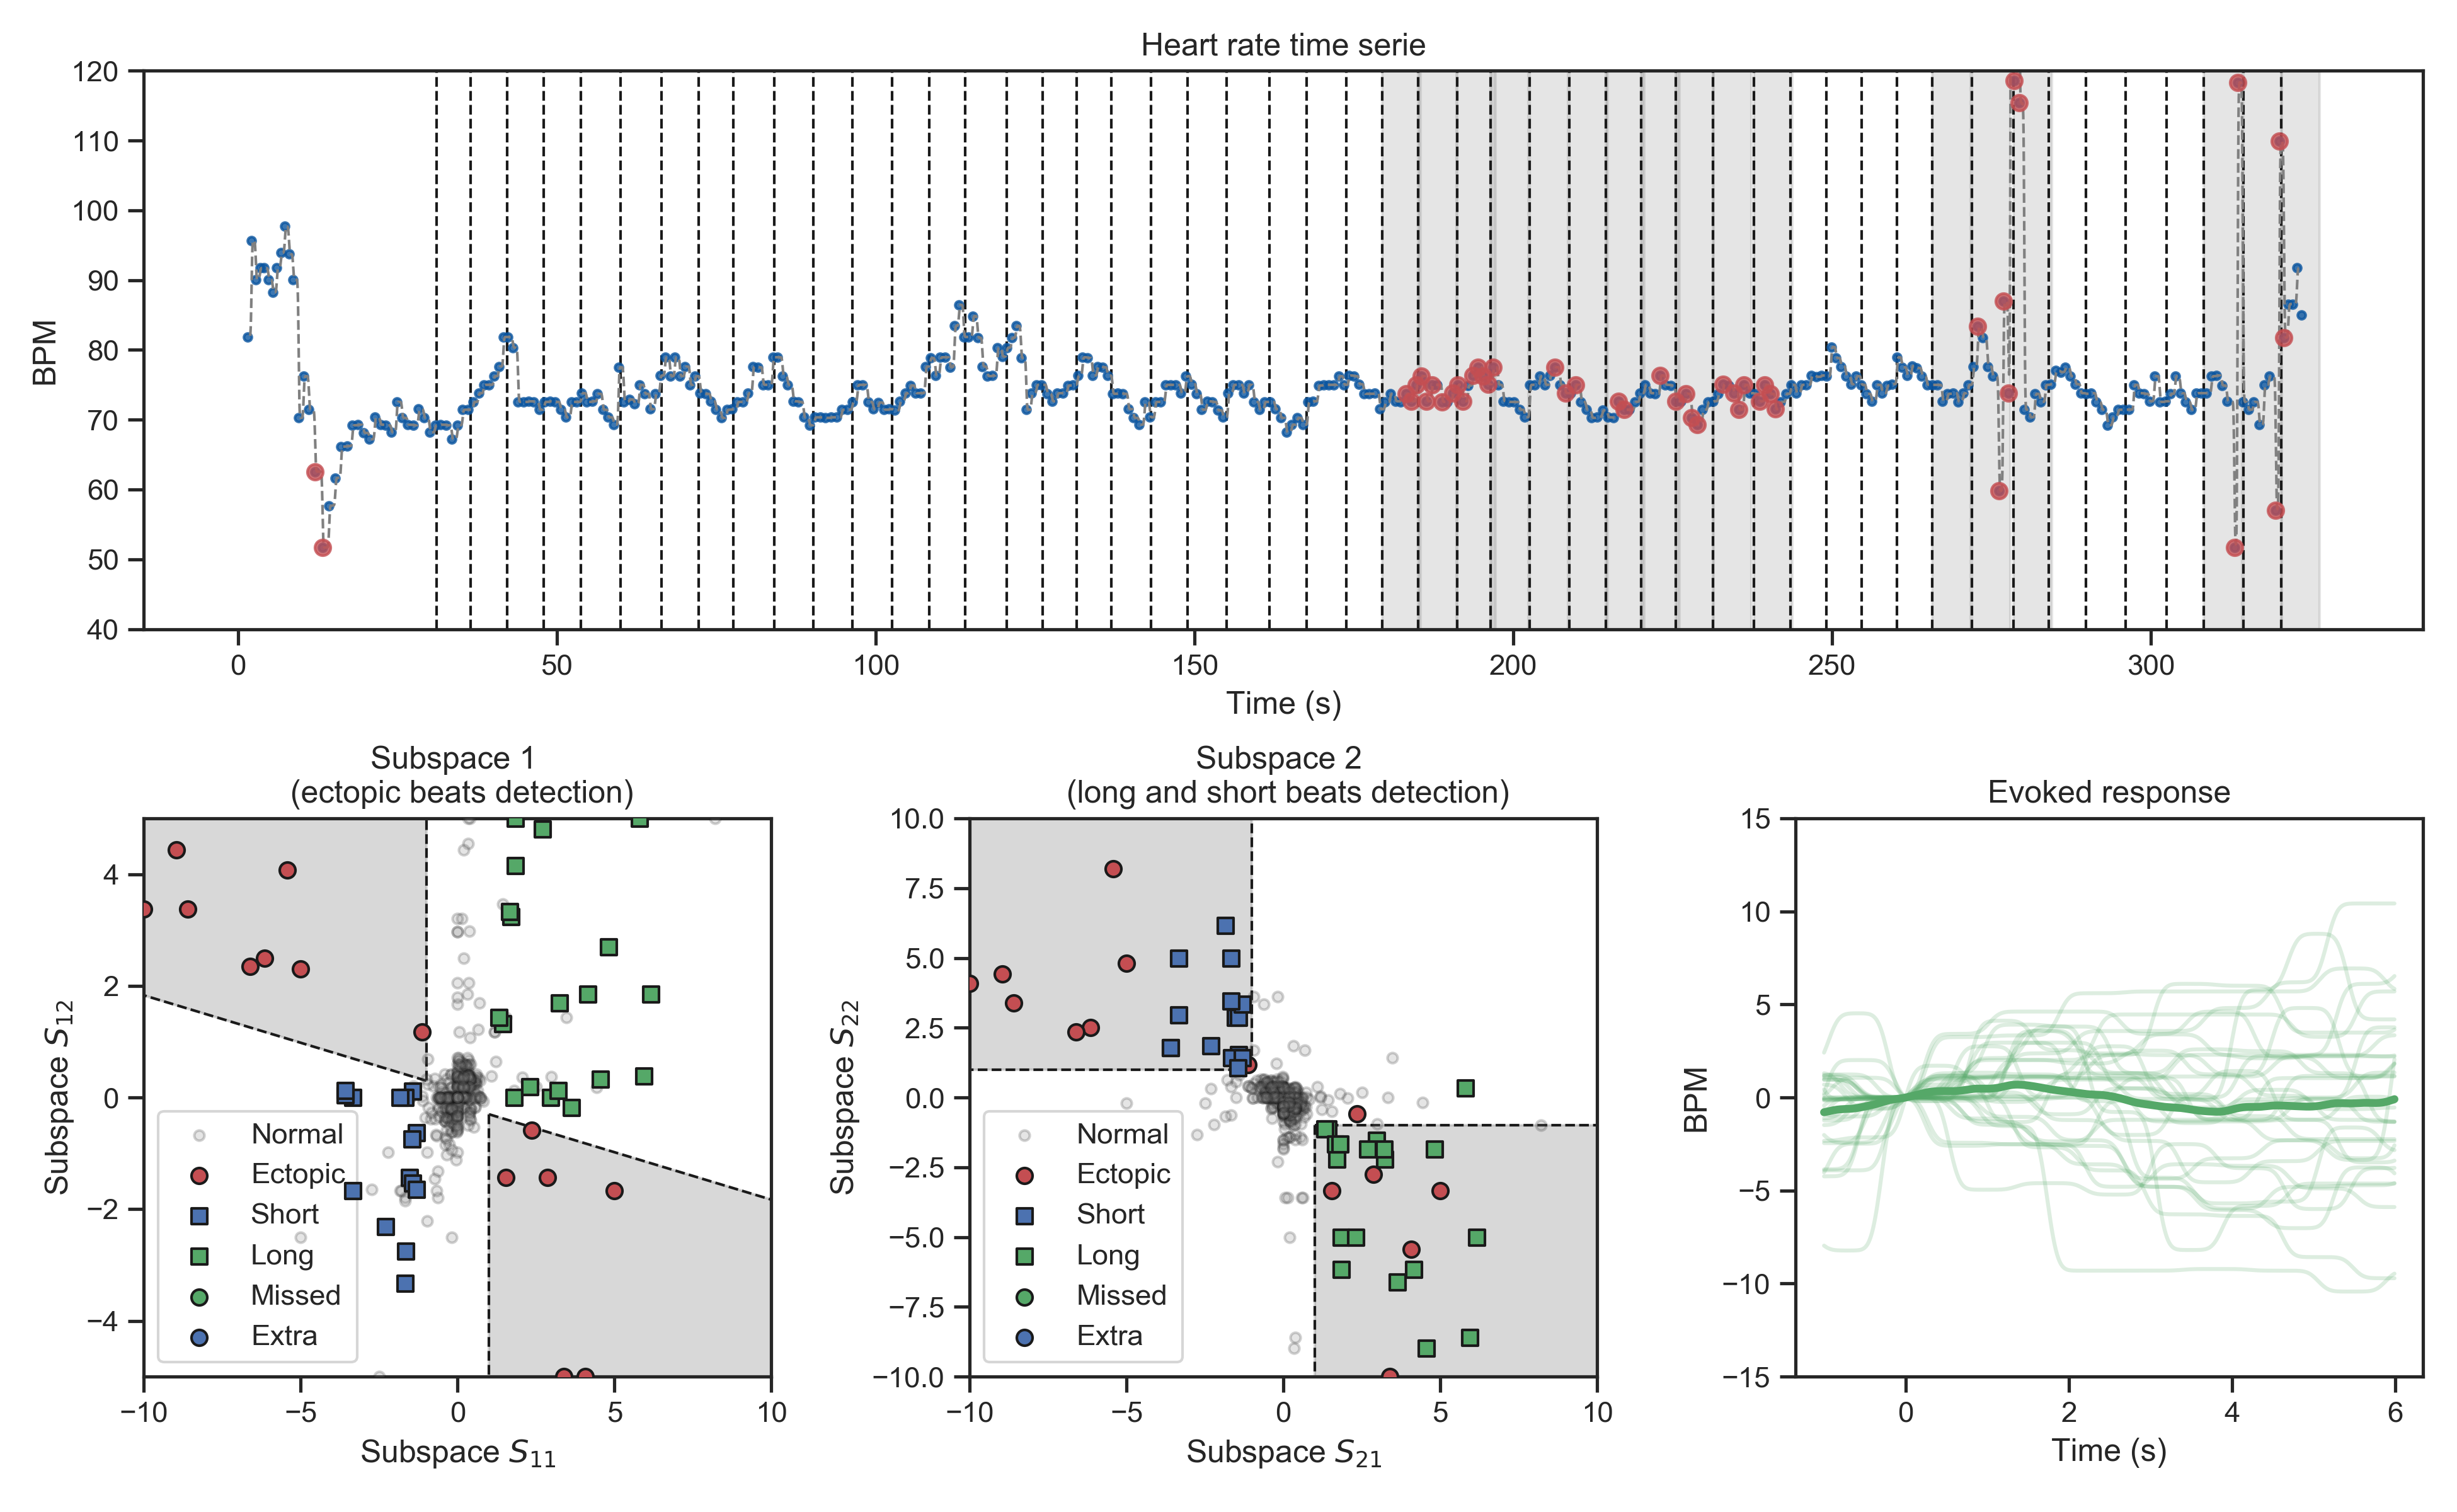 Heart rate time serie
120
110
100
90
80
70
60
50
40
BPM
0 50 100 150 200 250 300
Time (s)
Subspace 1
(ectopic beats detection)
4
2
0
−2
−4
Subspace S12
Normal
Ectopic
Short
Long
Missed
Extra
−10 −5 0 5 10
Subspace S11
Subspace 2
(long and short beats detection)
10.0
7.5
5.0
2.5
0.0
−2.5
−5.0
−7.5
−10.0
Subspace S22
Normal
Ectopic
Short
Long
Missed
Extra
−10 −5 0 5 10
Subspace S21
Evoked response
15
10
5
0
−5
−10
−15
BPM
0 2 4 6
Time (s)